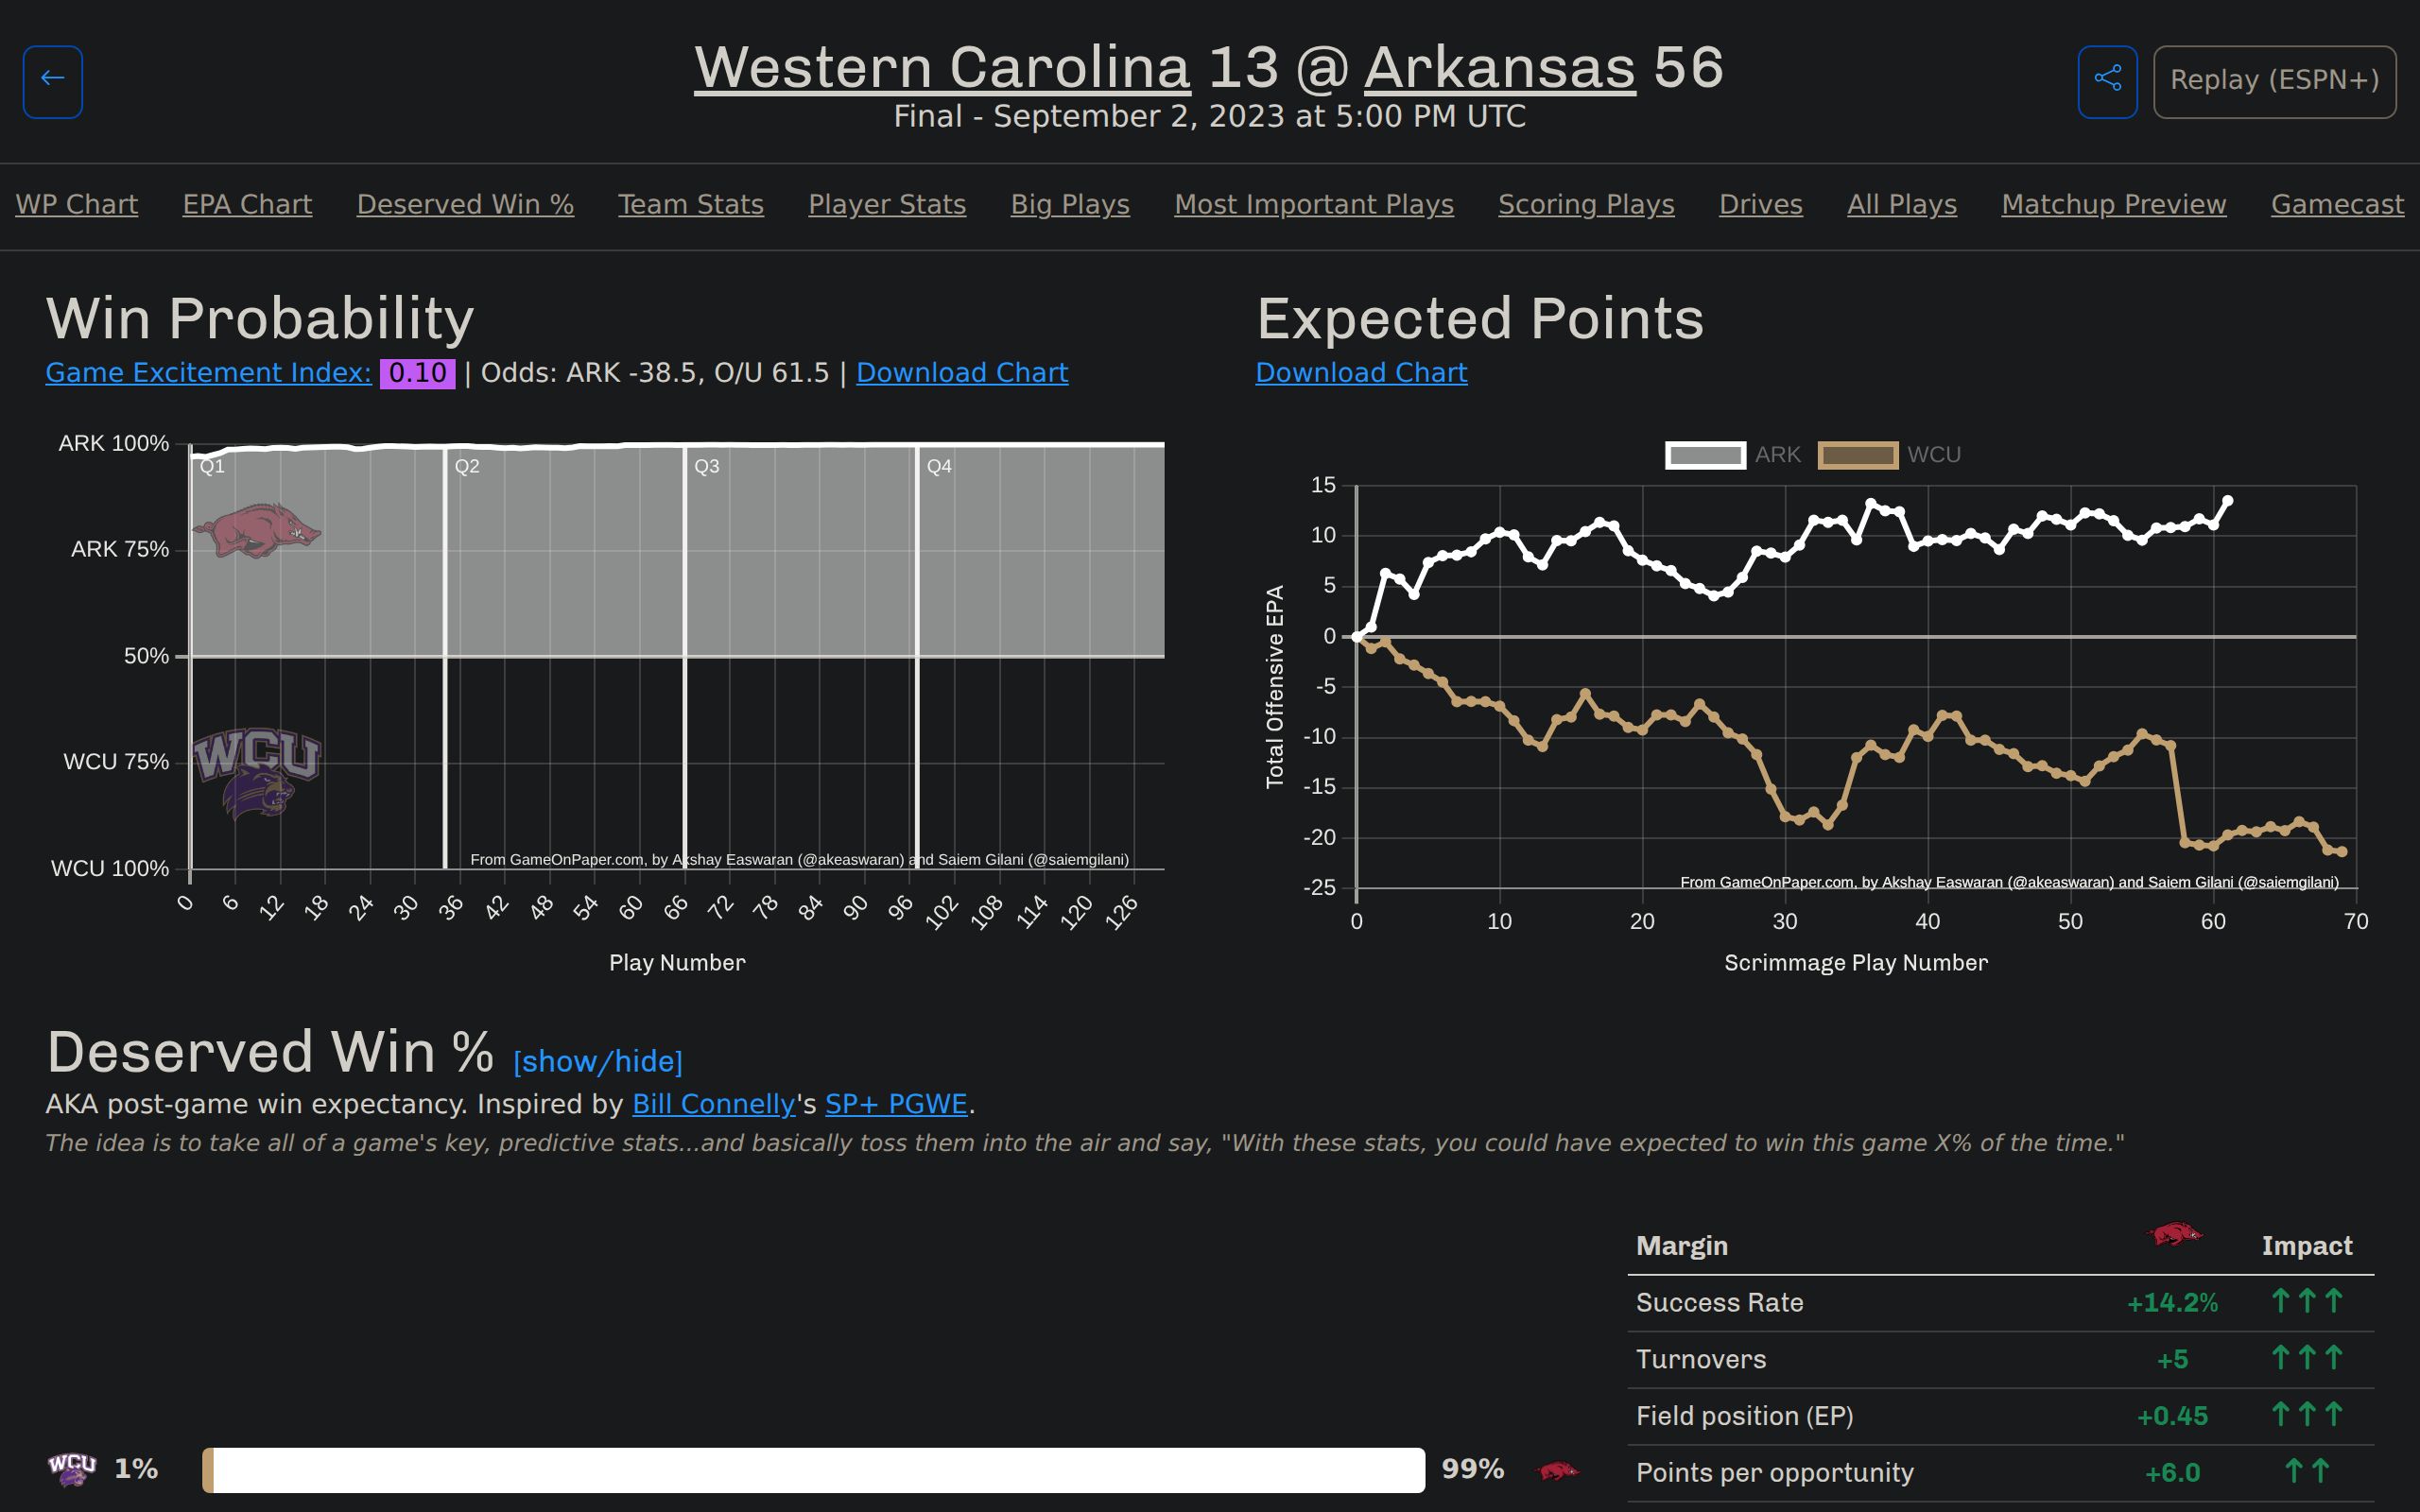 ←
Western Carolina 13 @ Arkansas 56
Final - September 2, 2023 at 5:00 PM UTC
Replay (ESPN+)
WP Chart EPA Chart Deserved Win % Team Stats Player Stats Big Plays Most Important Plays Scoring Plays Drives All Plays Matchup Preview Gamecast
Win Probability
Game Excitement Index: 0.10 | Odds: ARK -38.5, O/U 61.5 | Download Chart
ARK 100%
ARK 75%
50%
WCU 75%
WCU 100%
Q1 Q2 Q3 Q4
WCU
From GameOnPaper.com, by Akshay Easwaran (@akeaswaran) and Saiem Gilani (@saiemgilani)
0 6 12 18 24 30 36 42 48 54 60 66 72 78 84 90 96 102 108 114 120 126
Play Number
Expected Points
Download Chart
ARK WCU
Total Offensive EPA
15
10
5
0
-5
-10
-15
-20
-25
From GameOnPaper.com, by Akshay Easwaran (@akeaswaran) and Saiem Gilani (@saiemgilani)
0 10 20 30 40 50 60 70
Scrimmage Play Number
Deserved Win % [show/hide]
AKA post-game win expectancy. Inspired by Bill Connelly's SP+ PGWE.
The idea is to take all of a game's key, predictive stats...and basically toss them into the air and say, "With these stats, you could have expected to win this game X% of the time."
WCU 1% 99%
Margin Impact
Success Rate +14.2% ↑↑↑
Turnovers +5 ↑↑↑
Field position (EP) +0.45 ↑↑↑
Points per opportunity +6.0 ↑↑